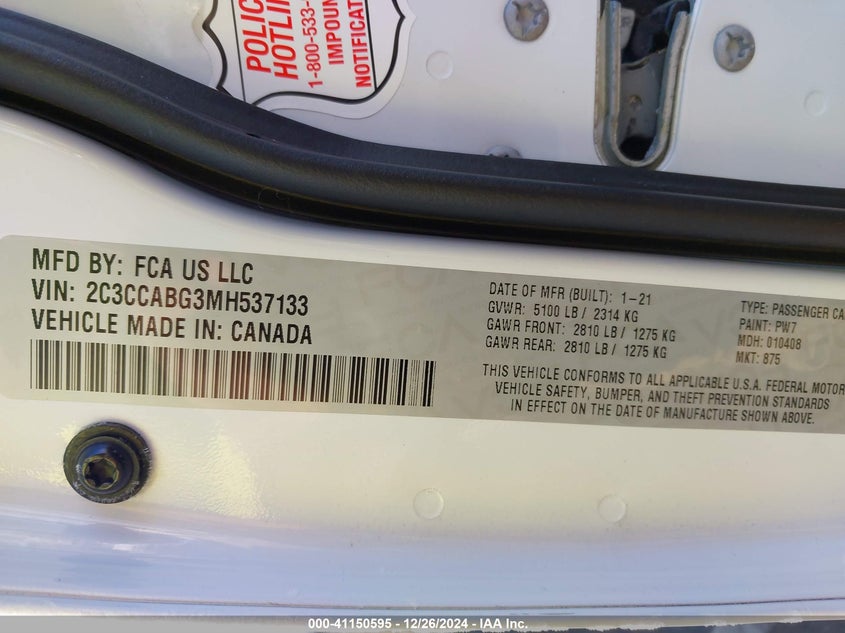 POLIC
HOTLIN
1-800-533-
IMPOUN
NOTIFICAT
MFD BY: FCA US LLC
VIN: 2C3CCABG3MH537133
VEHICLE MADE IN: CANADA
DATE OF MFR (BUILT): 1-21
GVWR: 5100 LB / 2314 KG
GAWR FRONT: 2810 LB / 1275 KG
GAWR REAR: 2810 LB / 1275 KG
TYPE: PASSENGER CA
PAINT: PW7
MDH: 010408
MKT: 875
THIS VEHICLE CONFORMS TO ALL APPLICABLE U.S.A. FEDERAL MOTOR
VEHICLE SAFETY, BUMPER, AND THEFT PREVENTION STANDARDS
IN EFFECT ON THE DATE OF MANUFACTURE SHOWN ABOVE.
000-41150595 - 12/26/2024 - IAA Inc.